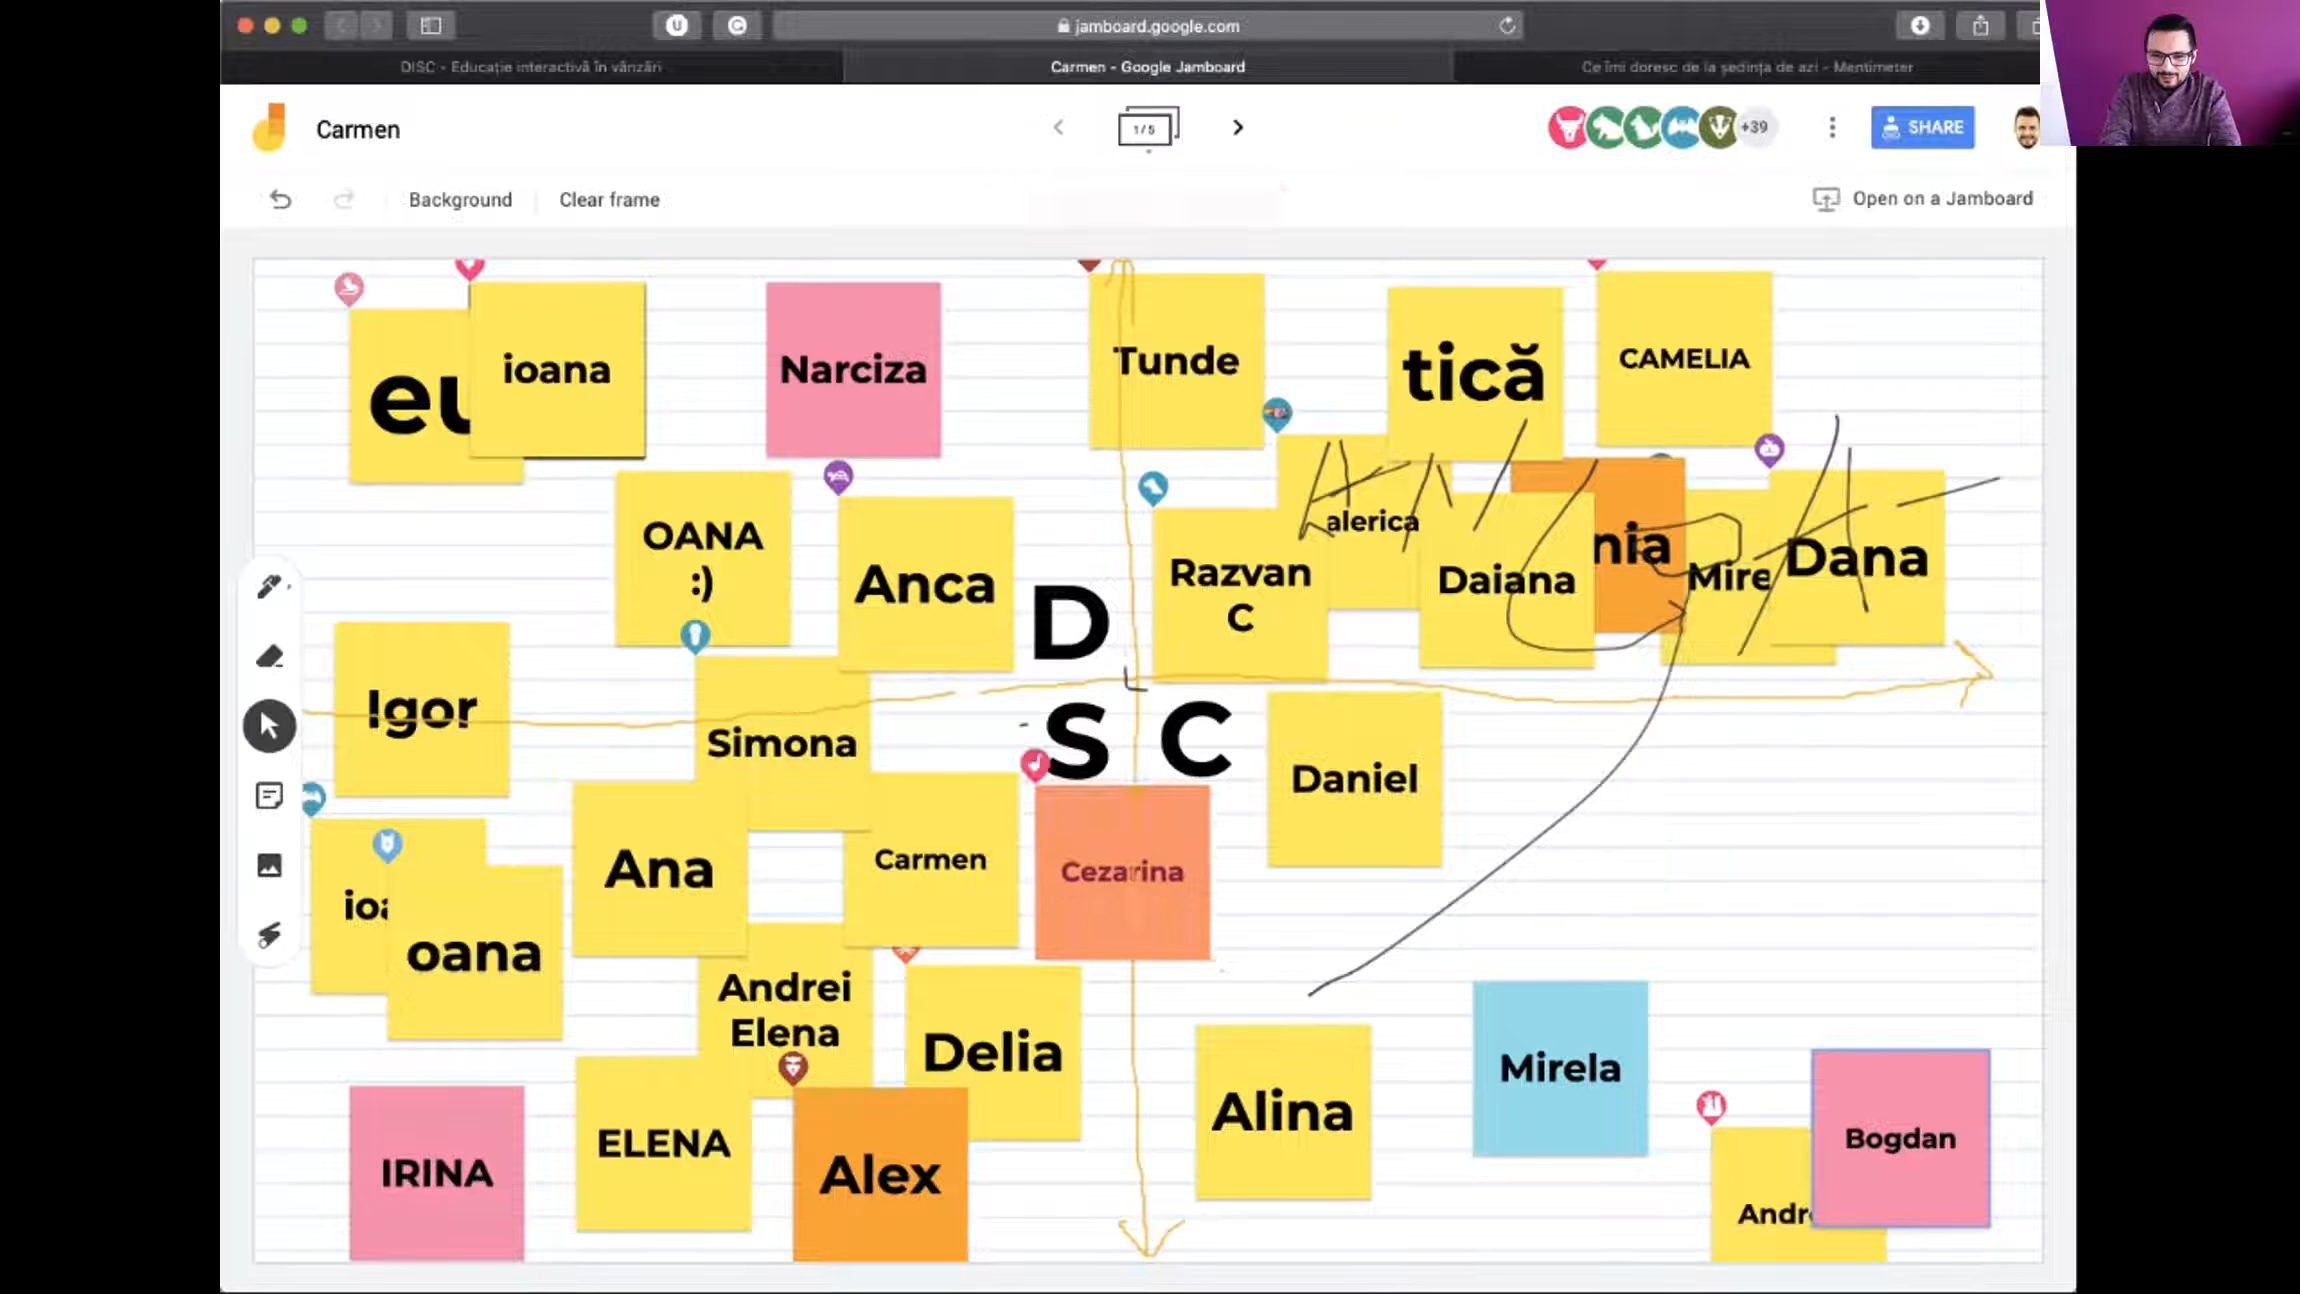 jamboard.google.com
DISC - Educație interactivă în vânzări
Carmen - Google Jamboard
Ce îmi doresc de la ședința de azi - Mentimeter
Carmen
1/5
+39
SHARE
Background
Clear frame
Open on a Jamboard
eu
ioana
Narciza
Tunde
tică
CAMELIA
OANA
:)
Anca
D
Razvan
C
alerica
Daiana
nia
Mire
Dana
Igor
Simona
S
C
Daniel
ioa
oana
Ana
Carmen
Cezarina
Andrei
Elena
Delia
Alina
Mirela
IRINA
ELENA
Alex
Andr
Bogdan